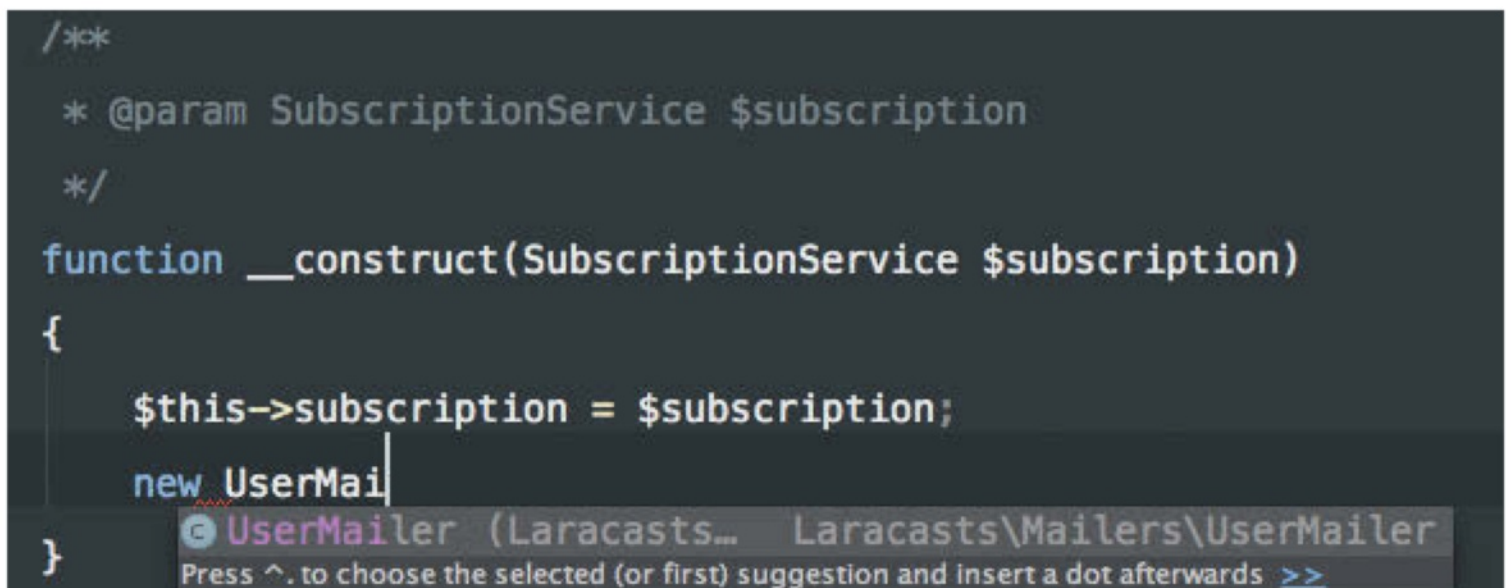 /**
 * @param SubscriptionService $subscription
 */
function __construct(SubscriptionService $subscription)
{
    $this->subscription = $subscription;
    new UserMai
C UserMailer (Laracasts… Laracasts\Mailers\UserMailer
}
Press ^. to choose the selected (or first) suggestion and insert a dot afterwards >>